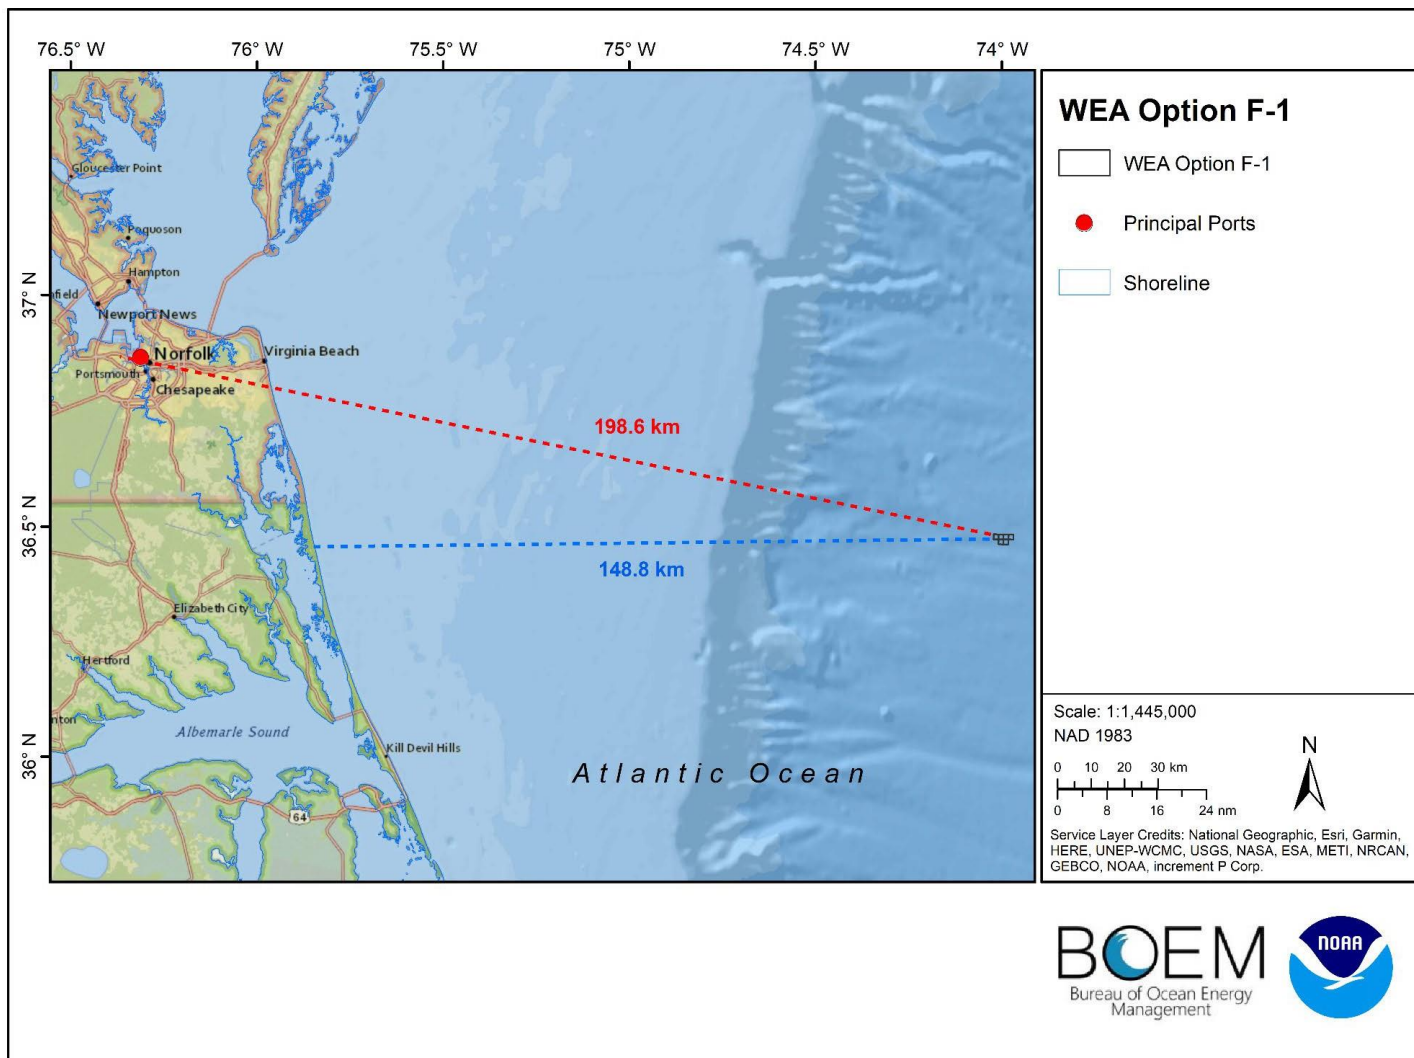 76.5° W 76° W 75.5° W 75° W 74.5° W 74° W
37° N
36.5° N
36° N
Gloucester Point
Poquoson
Hampton
nfield
Newport News
Norfolk
Virginia Beach
Portsmouth
Chesapeake
198.6 km
148.8 km
Elizabeth City
Hertford
nton
Albemarle Sound
Kill Devil Hills
64
Atlantic Ocean
WEA Option F-1
WEA Option F-1
Principal Ports
Shoreline
Scale: 1:1,445,000
NAD 1983
0 10 20 30 km
0 8 16 24 nm
N
Service Layer Credits: National Geographic, Esri, Garmin,
HERE, UNEP-WCMC, USGS, NASA, ESA, METI, NRCAN,
GEBCO, NOAA, increment P Corp.
BOEM
Bureau of Ocean Energy
Management
NOAA